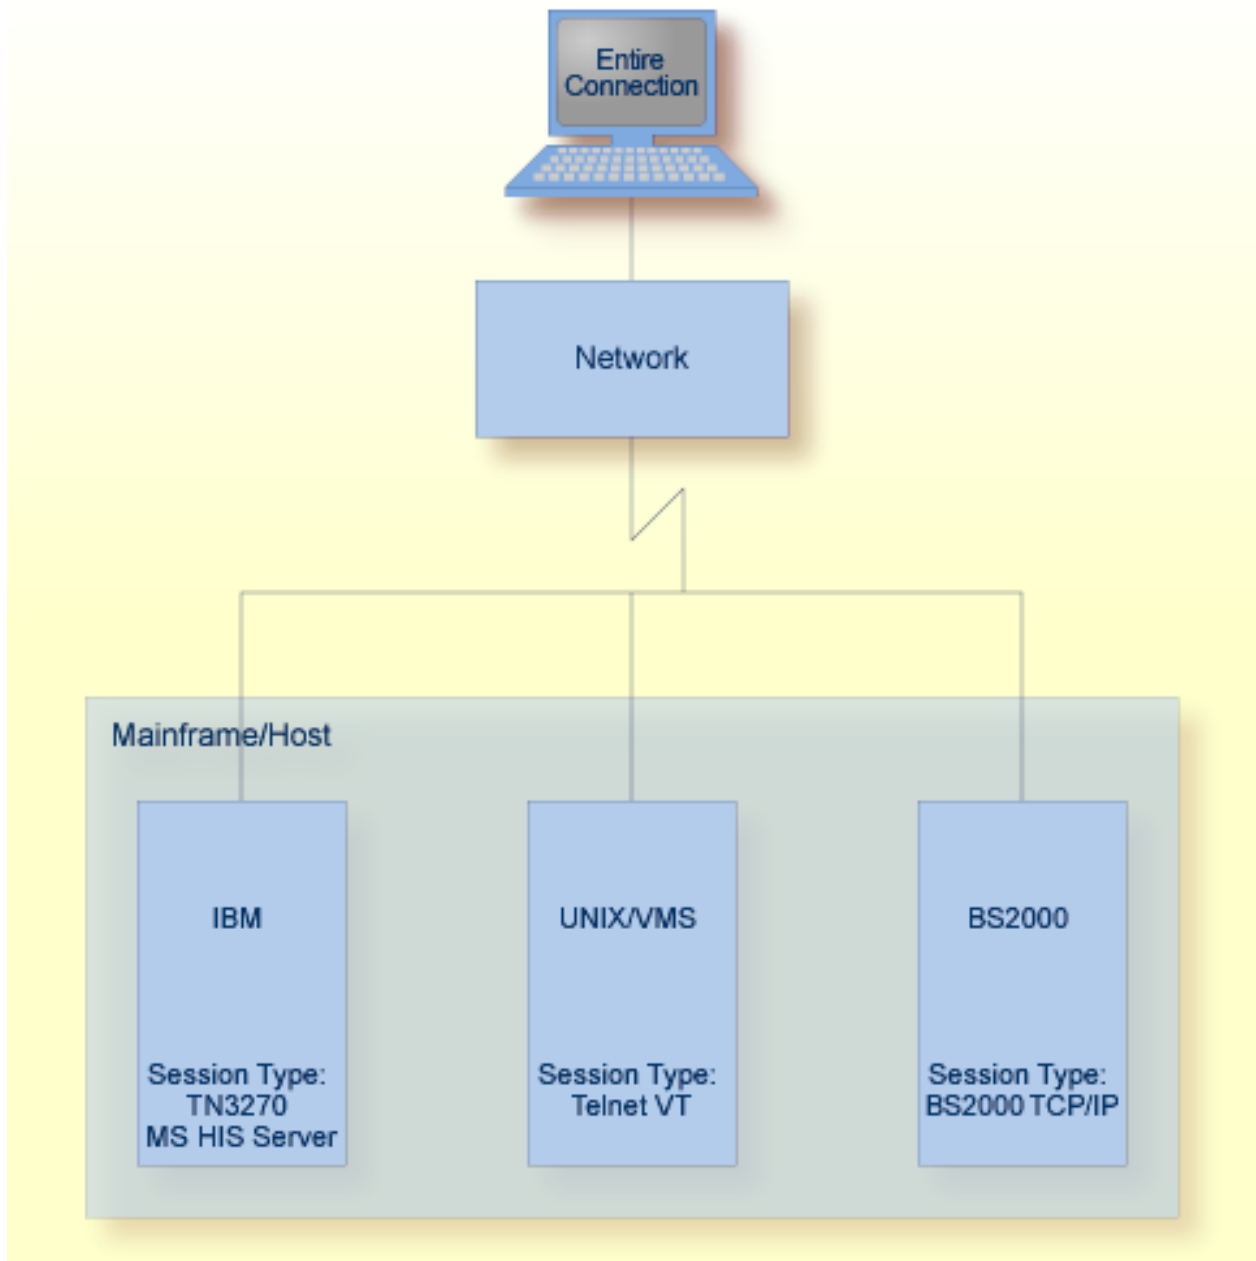 Entire
Connection
Network
Mainframe/Host
IBM
Session Type:
TN3270
MS HIS Server
UNIX/VMS
Session Type:
Telnet VT
BS2000
Session Type:
BS2000 TCP/IP